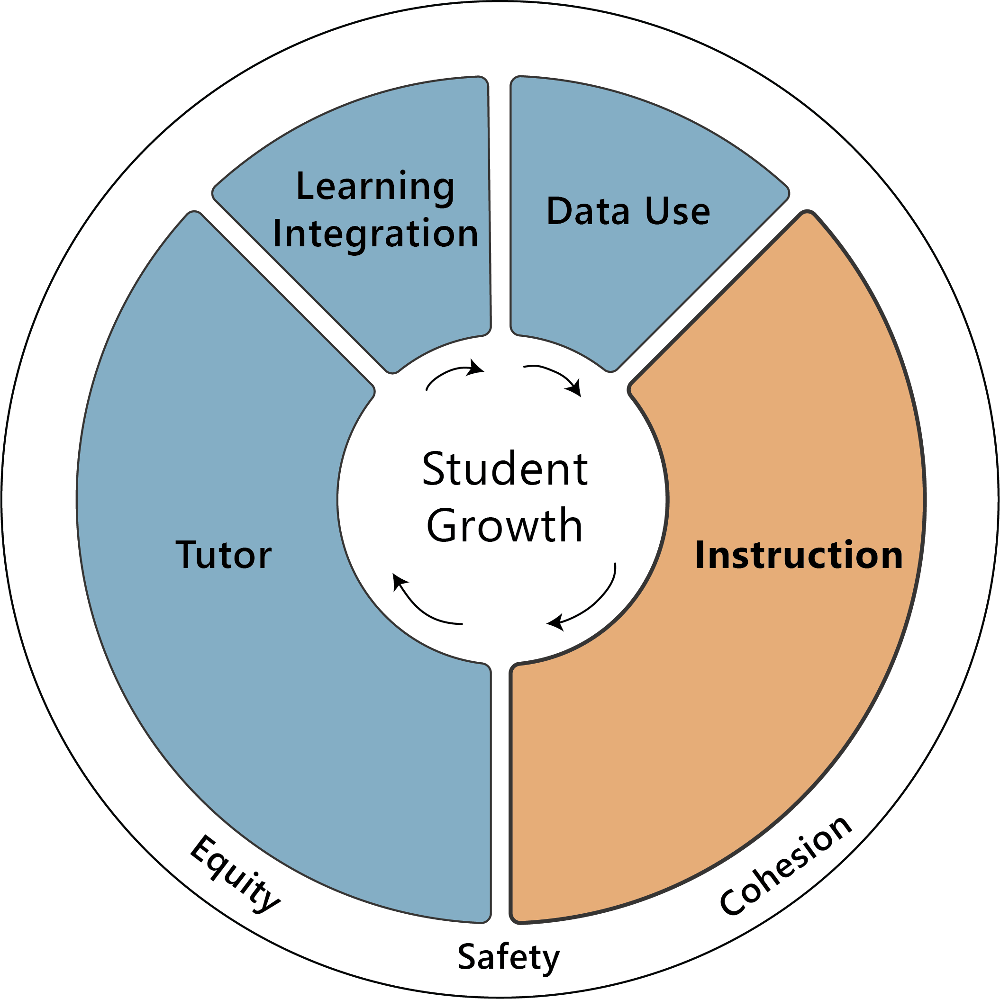 Learning
Integration
Data Use
Student
Growth
Tutor
Instruction
Equity
Safety
Cohesion